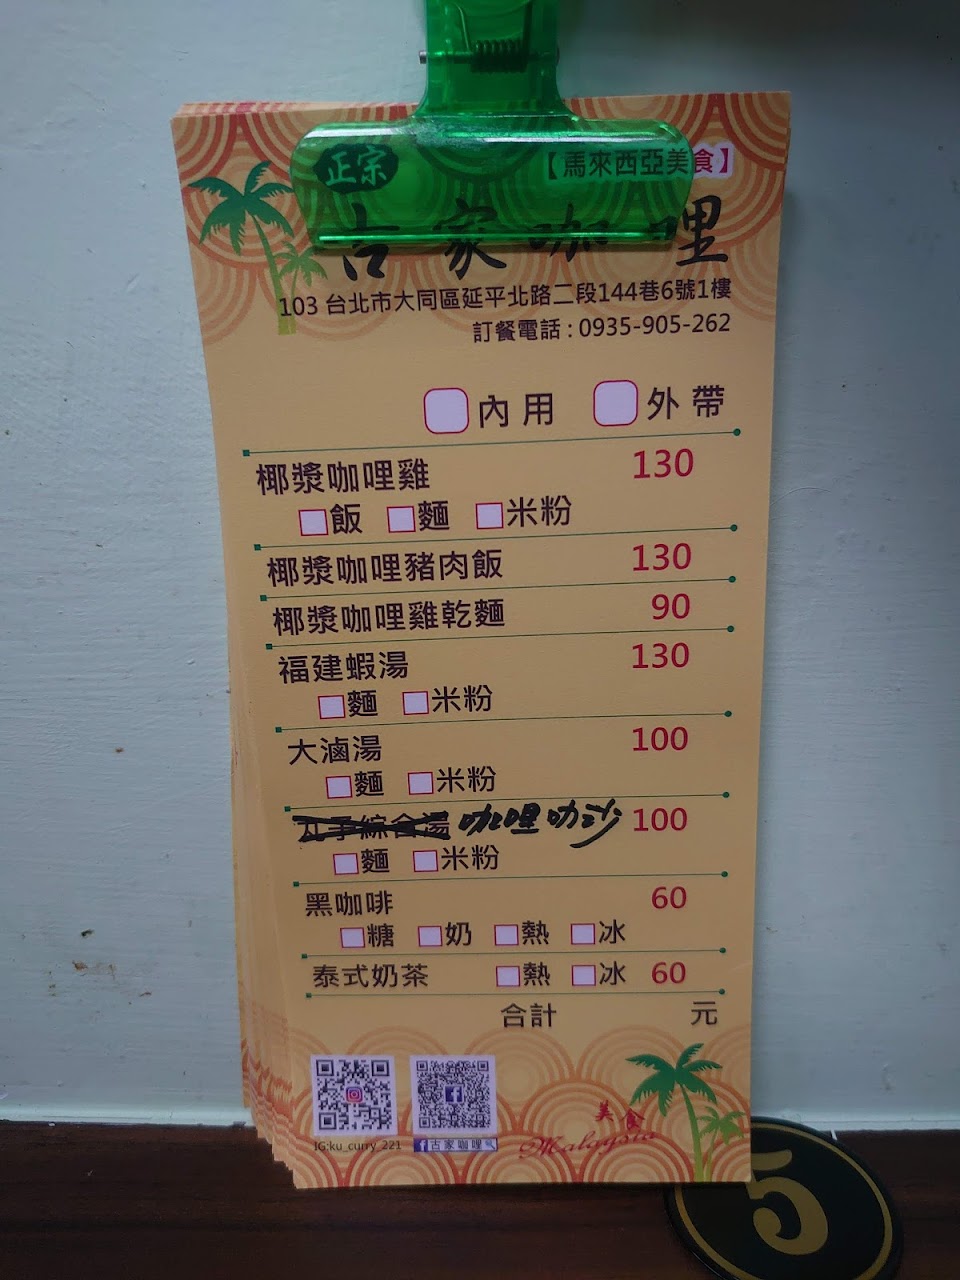 正宗
【馬來西亞美食】
古家咖哩
103 台北市大同區延平北路二段144巷6號1樓
訂餐電話 : 0935-905-262
內用 外帶
椰漿咖哩雞 130
飯 麵 米粉
椰漿咖哩豬肉飯 130
椰漿咖哩雞乾麵 90
福建蝦湯 130
麵 米粉
大滷湯 100
麵 米粉
綜合湯 咖哩叻沙 100
麵 米粉
黑咖啡 60
糖 奶 熱 冰
泰式奶茶 熱 冰 60
合計 元
IG:ku_curry_221
f 古家咖哩
美食
Malaysia
5